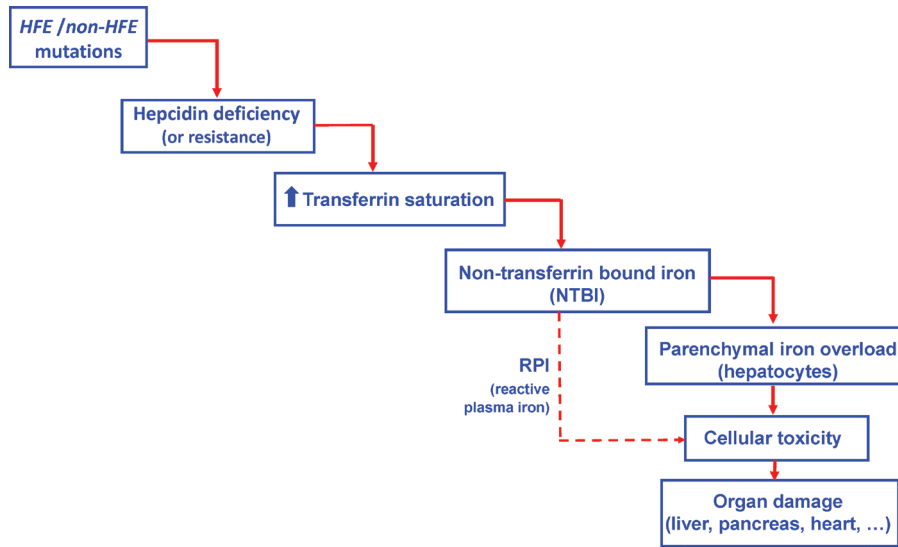 HFE /non-HFE
mutations
Hepcidin deficiency
(or resistance)
Transferrin saturation
Non-transferrin bound iron
(NTBI)
RPI
(reactive
plasma iron)
Parenchymal iron overload
(hepatocytes)
Cellular toxicity
Organ damage
(liver, pancreas, heart, ...)